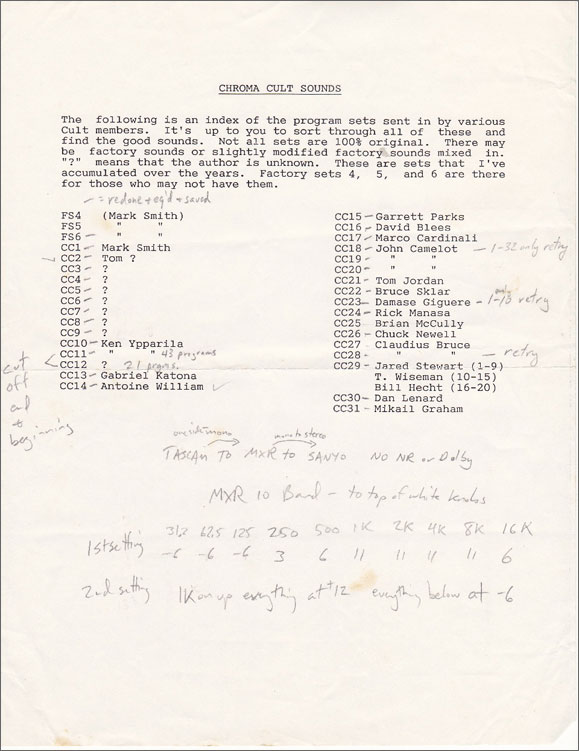 CHROMA CULT SOUNDS
The following is an index of the program sets sent in by various
Cult members. It's up to you to sort through all of these and
find the good sounds. Not all sets are 100% original. There may
be factory sounds or slightly modified factory sounds mixed in.
"?" means that the author is unknown. These are sets that I've
accumulated over the years. Factory sets 4, 5, and 6 are there
for those who may not have them.
- = redone + eq'd + saved
FS4 (Mark Smith)
FS5 " "
FS6 - " "
CC1 - Mark Smith
CC2 - Tom ?
CC3 - ?
CC4 - ?
CC5 - ?
CC6 - ?
CC7 - ?
CC8 - ?
CC9 - ?
CC10 - Ken Ypparila
CC11 - " " 43 programs
CC12 ? 21 progms.
CC13 - Gabriel Katona
CC14 - Antoine William ✓
cut
off
end
+
beginning
CC15 - Garrett Parks
CC16 - David Blees
CC17 - Marco Cardinali
CC18 - John Camelot - 1-32 only retry
CC19 - " "
CC20 - " "
CC21 - Tom Jordan
CC22 - Bruce Sklar
CC23 - Damase Giguere - 1-13 only retry
CC24 - Rick Manasa
CC25 Brian McCully
CC26 - Chuck Newell
CC27 - Claudius Bruce
CC28 - " " - retry
CC29 - Jared Stewart (1-9)
T. Wiseman (10-15)
Bill Hecht (16-20)
CC30 - Dan Lenard
CC31 - Mikail Graham
one side mono → mono to stereo →
TASCAM TO MXR to SANYO NO NR or Dolby
MXR 10 Band - to top of white knobs
31.2 62.5 125 250 500 1K 2K 4K 8K 16K
1st setting -6 -6 -6 3 6 11 11 11 11 6
2nd setting 1K on up everything at +12 everything below at -6